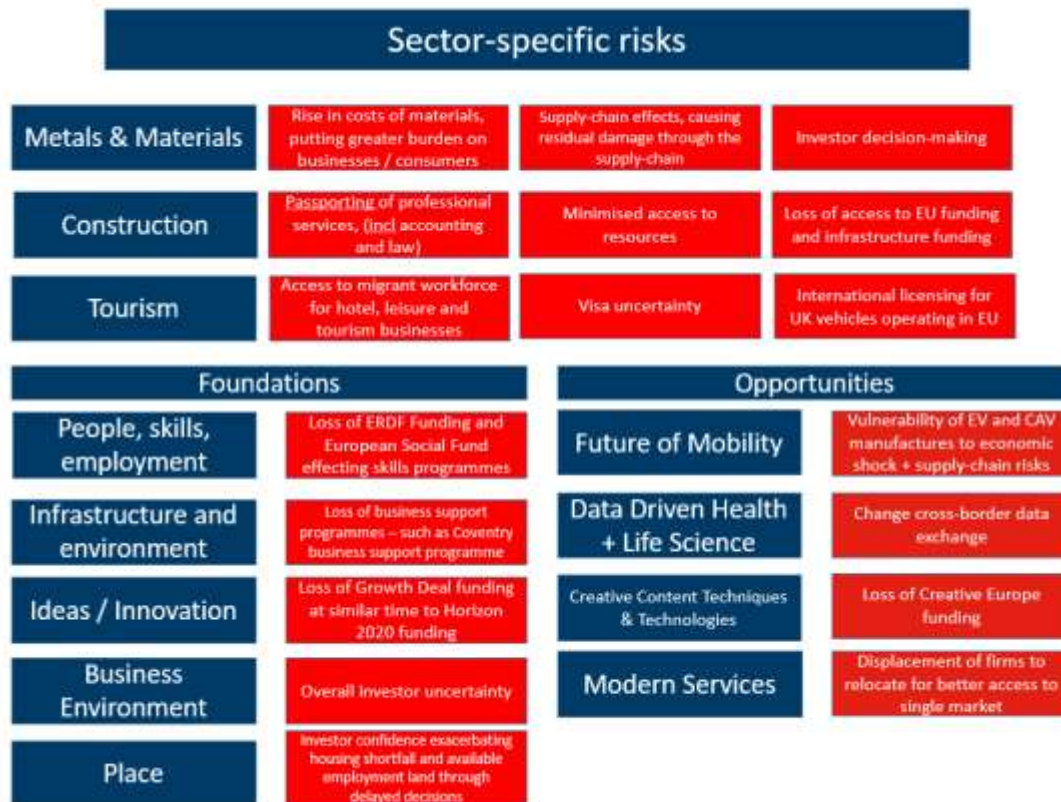 Sector-specific risks
Metals & Materials
Rise in costs of materials,
putting greater burden on
businesses / consumers
Supply-chain effects, causing
residual damage through the
supply-chain
Investor decision-making
Construction
Passporting of professional
services, (incl accounting
and law)
Minimised access to
resources
Loss of access to EU funding
and infrastructure funding
Tourism
Access to migrant workforce
for hotel, leisure and
tourism businesses
Visa uncertainty
International licensing for
UK vehicles operating in EU
Foundations
People, skills,
employment
Loss of ERDF Funding and
European Social Fund
effecting skills programmes
Infrastructure and
environment
Loss of business support
programmes – such as Coventry
business support programme
Ideas / Innovation
Loss of Growth Deal funding
at similar time to Horizon
2020 funding
Business
Environment
Overall investor uncertainty
Place
Investor confidence exacerbating
housing shortfall and available
employment land through
delayed decisions
Opportunities
Future of Mobility
Vulnerability of EV and CAV
manufactures to economic
shock + supply-chain risks
Data Driven Health
+ Life Science
Change cross-border data
exchange
Creative Content Techniques
& Technologies
Loss of Creative Europe
funding
Modern Services
Displacement of firms to
relocate for better access to
single market